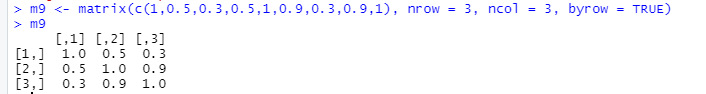 > m9 <- matrix(c(1,0.5,0.3,0.5,1,0.9,0.3,0.9,1), nrow = 3, ncol = 3, byrow = TRUE)
> m9
     [,1] [,2] [,3]
[1,]  1.0  0.5  0.3
[2,]  0.5  1.0  0.9
[3,]  0.3  0.9  1.0